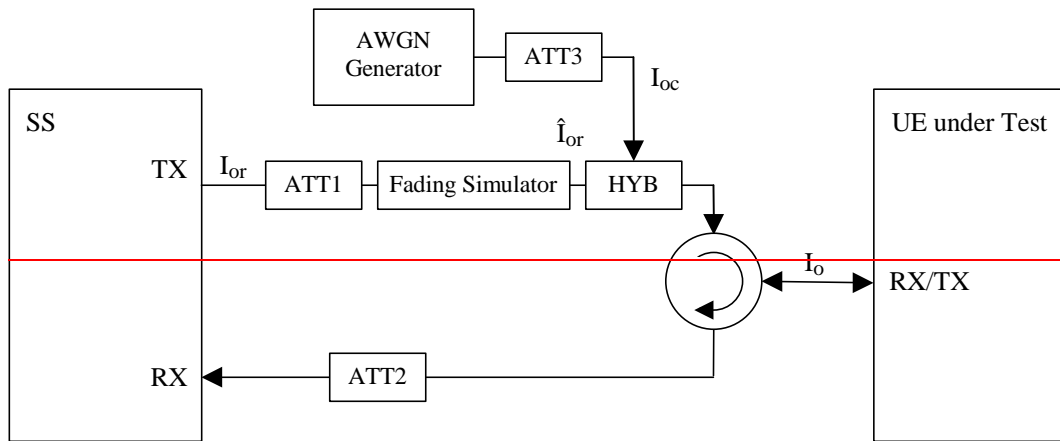 AWGN
Generator
ATT3
I_oc
SS
UE under Test
Î_or
TX
I_or
ATT1
Fading Simulator
HYB
I_o
RX/TX
RX
ATT2